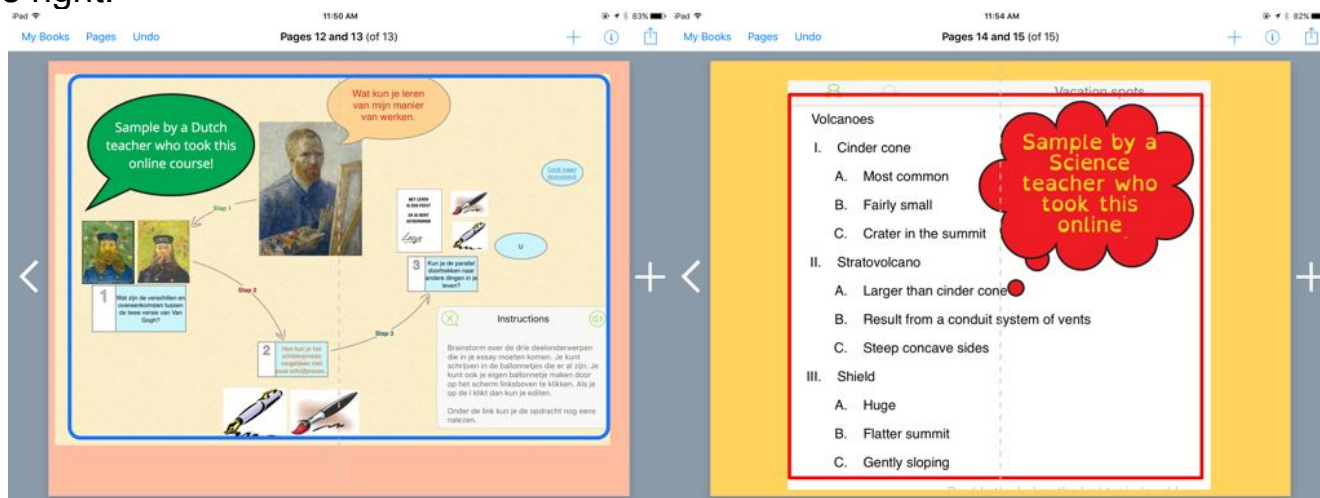 e right.
iPad
11:50 AM
83%
My Books Pages Undo
Pages 12 and 13 (of 13)
Sample by a Dutch
teacher who took this
online course!
Wat kun je leren
van mijn manier
van werken.
Stap 1
HET LEVEN
IS EEN FECHT
Loesje
U
1
Wat zijn de verschillen en
overeenkomsten tussen
de twee versie van Van
Gogh?
Stap 2
2
Hoe kun je het
schilderproces
vergelijken met
jouw schrijfproces.
Stap 3
3
Kun je de parallel
doortrekken naar
andere dingen in je
leven?
Instructions
Brainstorm over de drie deelonderwerpen
die in je essay moeten komen. Je kunt
schrijven in de ballonnetjes die er al zijn. Je
kunt ook je eigen ballonnetje maken door
op het scherm linksboven te klikken. Als je
op de I klikt dan kun je editen.
Onder de link kun je de opdracht nog eens
nalezen.
iPad
11:54 AM
82%
My Books Pages Undo
Pages 14 and 15 (of 15)
Vacation spots
Volcanoes
I. Cinder cone
A. Most common
B. Fairly small
C. Crater in the summit
II. Stratovolcano
A. Larger than cinder cone
B. Result from a conduit system of vents
C. Steep concave sides
III. Shield
A. Huge
B. Flatter summit
C. Gently sloping
Sample by a
Science
teacher who
took this
online